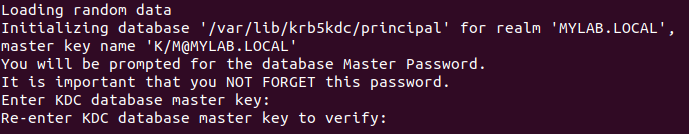 Loading random data
Initializing database '/var/lib/krb5kdc/principal' for realm 'MYLAB.LOCAL',
master key name 'K/M@MYLAB.LOCAL'
You will be prompted for the database Master Password.
It is important that you NOT FORGET this password.
Enter KDC database master key:
Re-enter KDC database master key to verify: